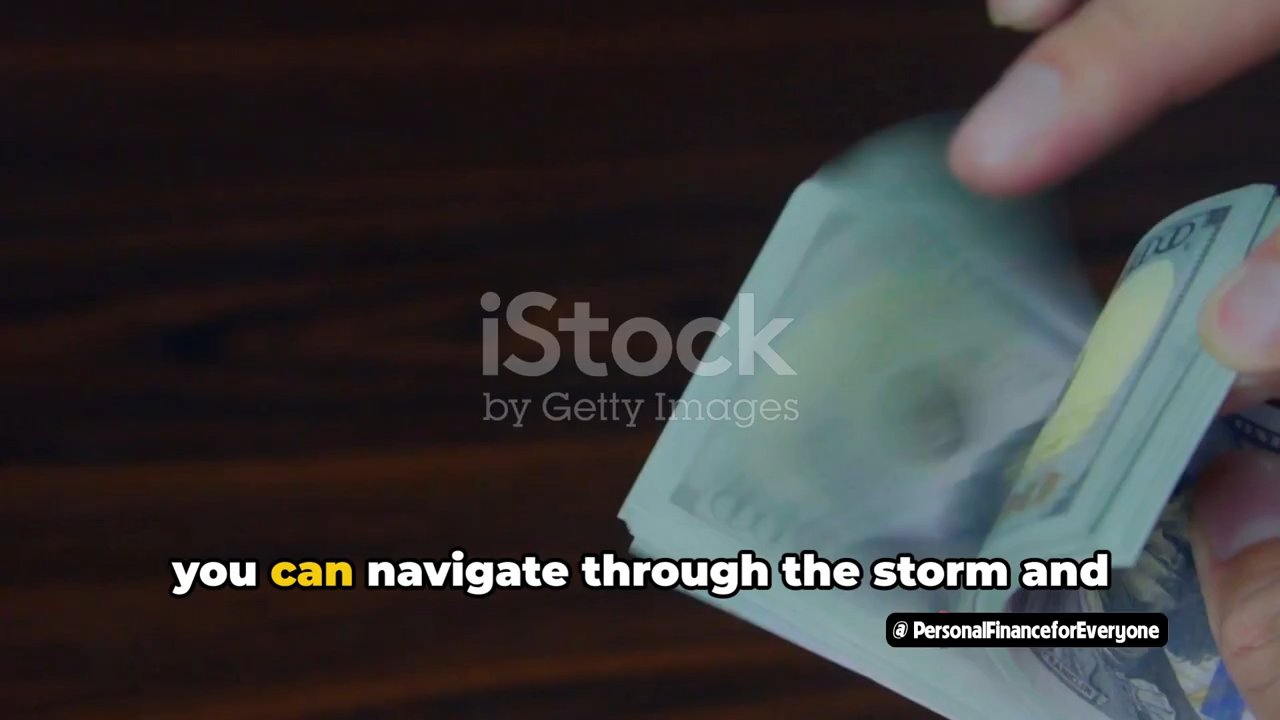 iStock
by Getty Images
you can navigate through the storm and
@ PersonalFinanceforEveryone